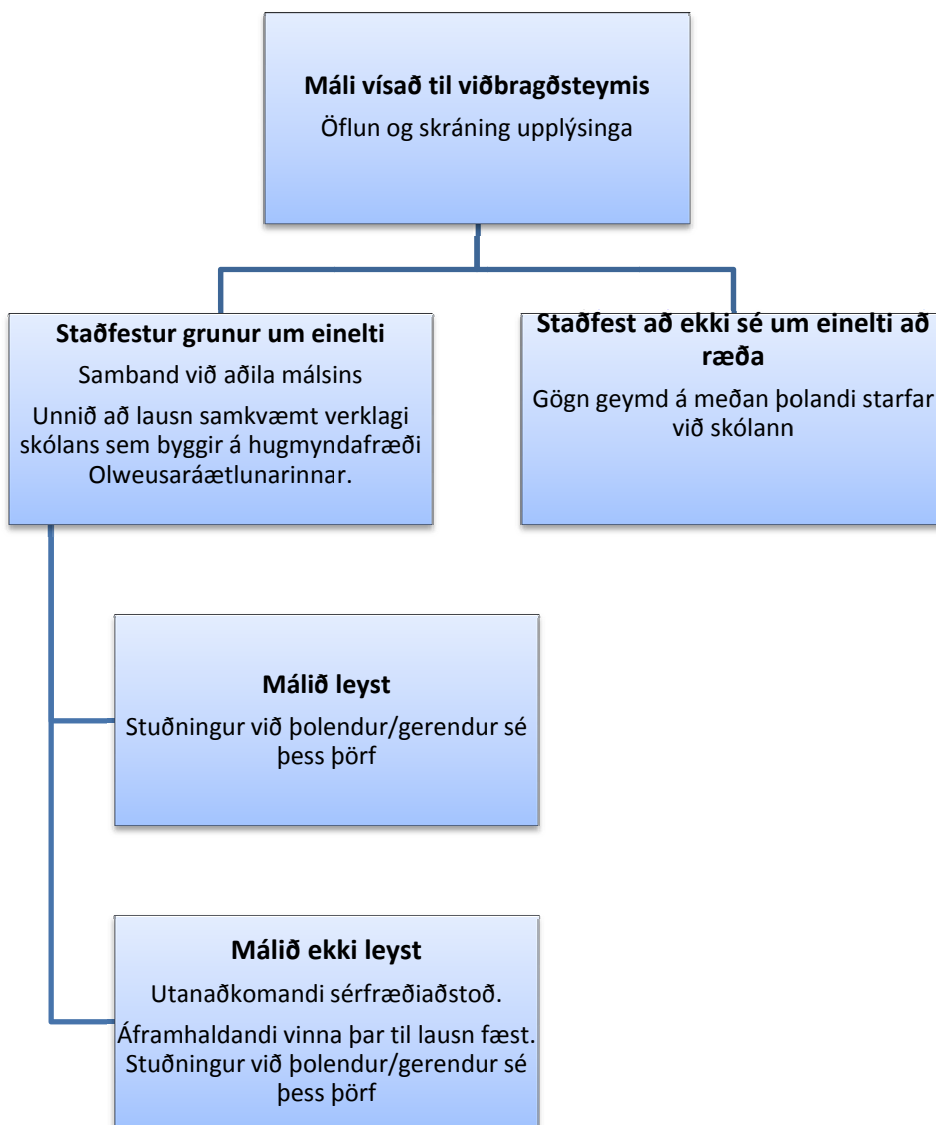 Máli vísað til viðbragðsteymis
Öflun og skráning upplýsinga
Staðfestur grunur um einelti
Samband við aðila málsins
Unnið að lausn samkvæmt verklagi
skólans sem byggir á hugmyndafræði
Olweusaráætlunarinnar.
Staðfest að ekki sé um einelti að
ræða
Gögn geymd á meðan þolandi starfar
við skólann
Málið leyst
Stuðningur við þolendur/gerendur sé
þess þörf
Málið ekki leyst
Utanaðkomandi sérfræðiaðstoð.
Áframhaldandi vinna þar til lausn fæst.
Stuðningur við þolendur/gerendur sé
þess þörf